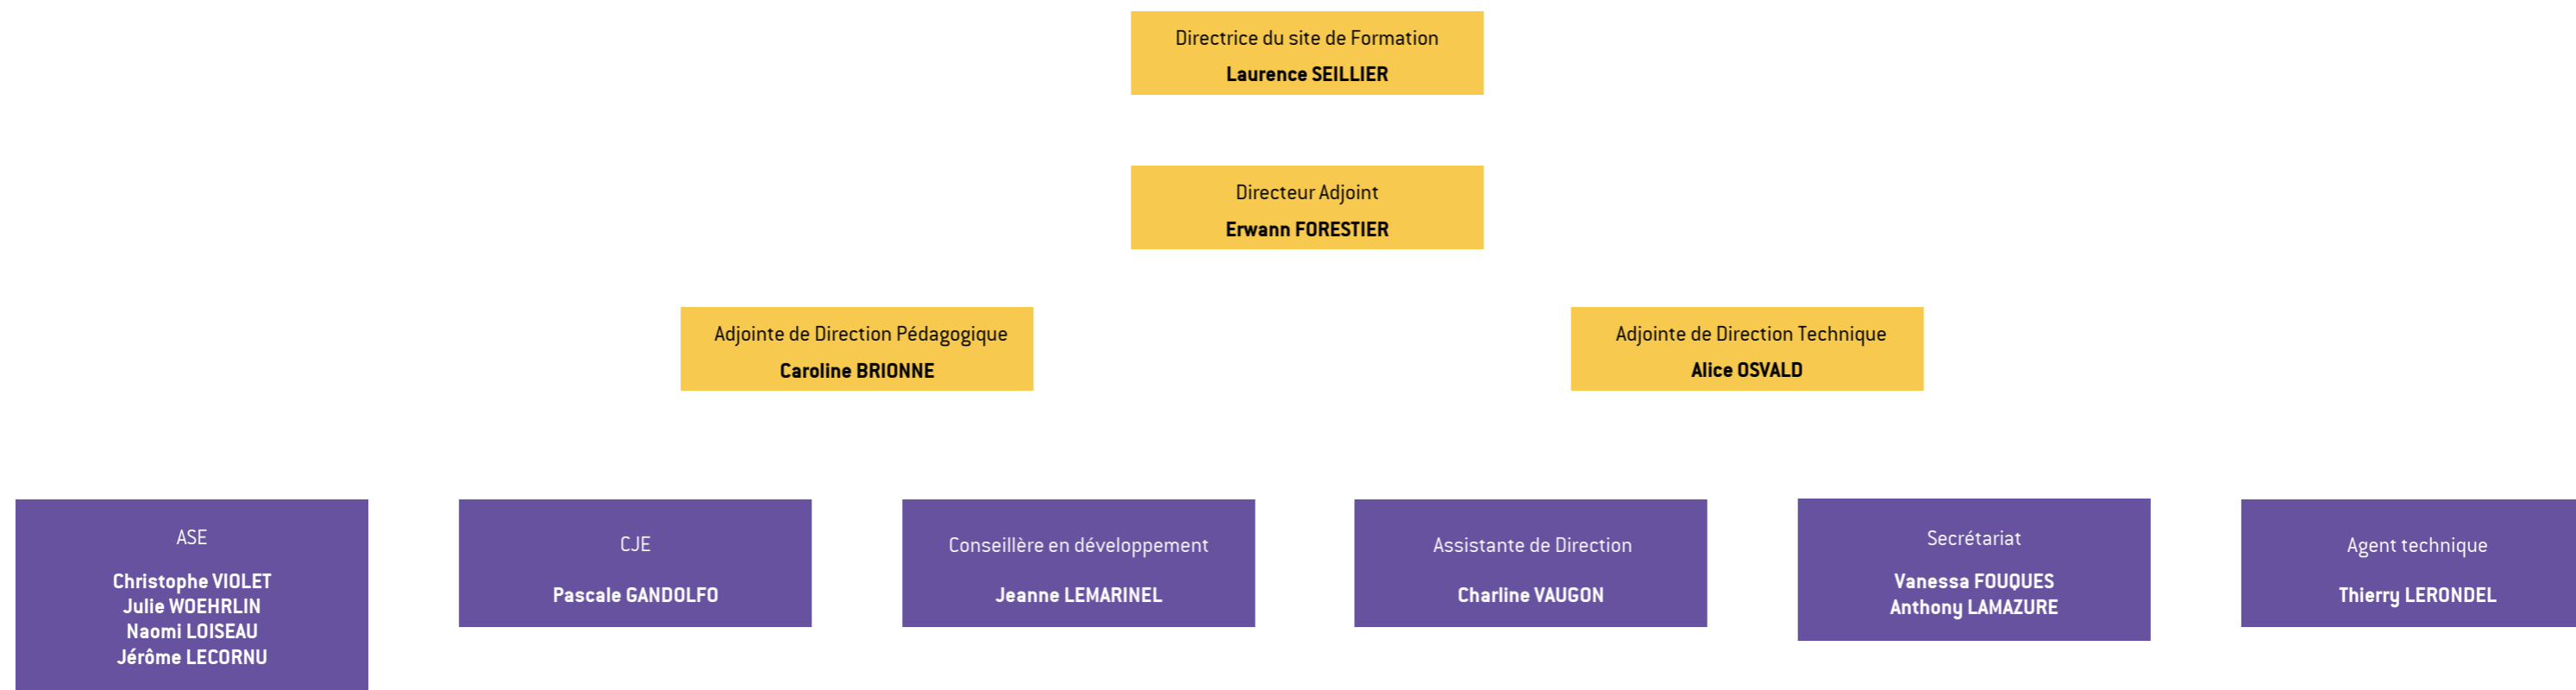 Directrice du site de Formation
Laurence SEILLIER
Directeur Adjoint
Erwann FORESTIER
Adjointe de Direction Pédagogique
Caroline BRIONNE
Adjointe de Direction Technique
Alice OSVALD
ASE
Christophe VIOLET
Julie WOEHRLIN
Naomi LOISEAU
Jérôme LECORNU
CJE
Pascale GANDOLFO
Conseillère en développement
Jeanne LEMARINEL
Assistante de Direction
Charline VAUGON
Secrétariat
Vanessa FOUQUES
Anthony LAMAZURE
Agent technique
Thierry LERONDEL